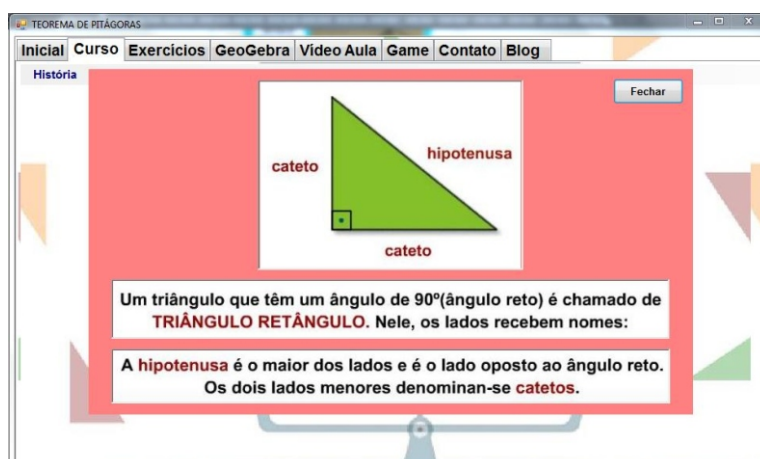 TEOREMA DE PITÁGORAS
Inicial Curso Exercícios GeoGebra Vídeo Aula Game Contato Blog
História
Fechar
hipotenusa
cateto
cateto
Um triângulo que têm um ângulo de 90º(ângulo reto) é chamado de
TRIÂNGULO RETÂNGULO. Nele, os lados recebem nomes:
A hipotenusa é o maior dos lados e é o lado oposto ao ângulo reto.
Os dois lados menores denominan-se catetos.